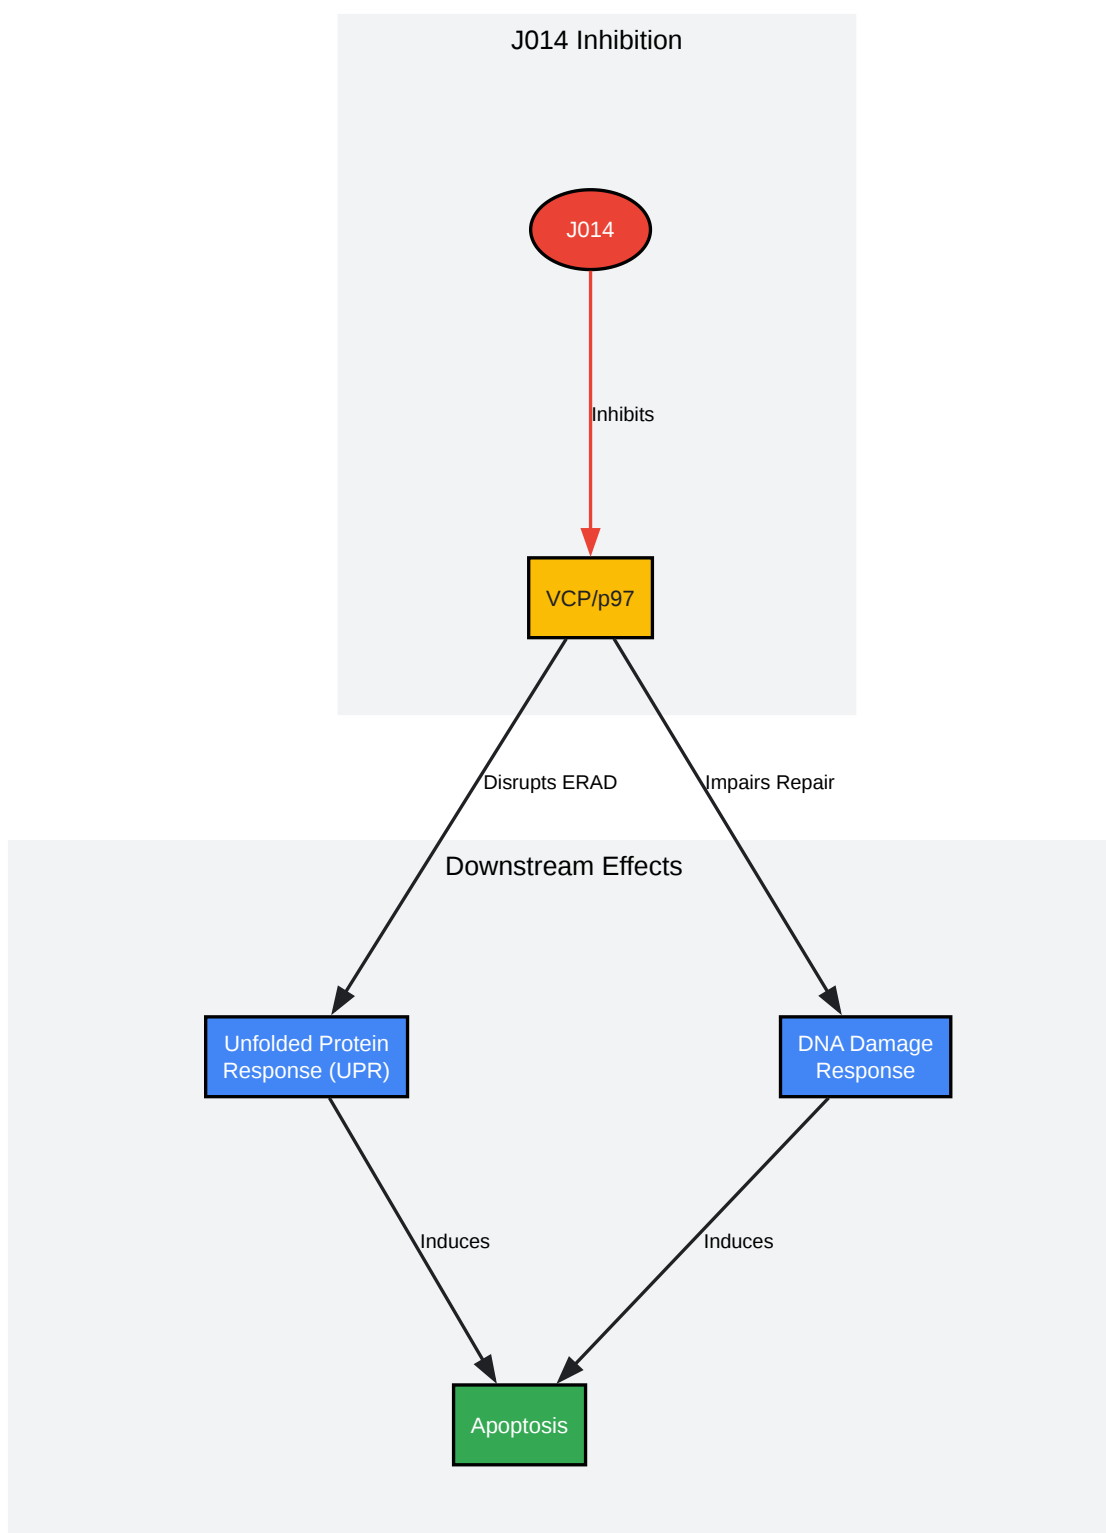 J014 Inhibition
J014
Inhibits
VCP/p97
Disrupts ERAD
Impairs Repair
Downstream Effects
Unfolded Protein
Response (UPR)
DNA Damage
Response
Induces
Induces
Apoptosis